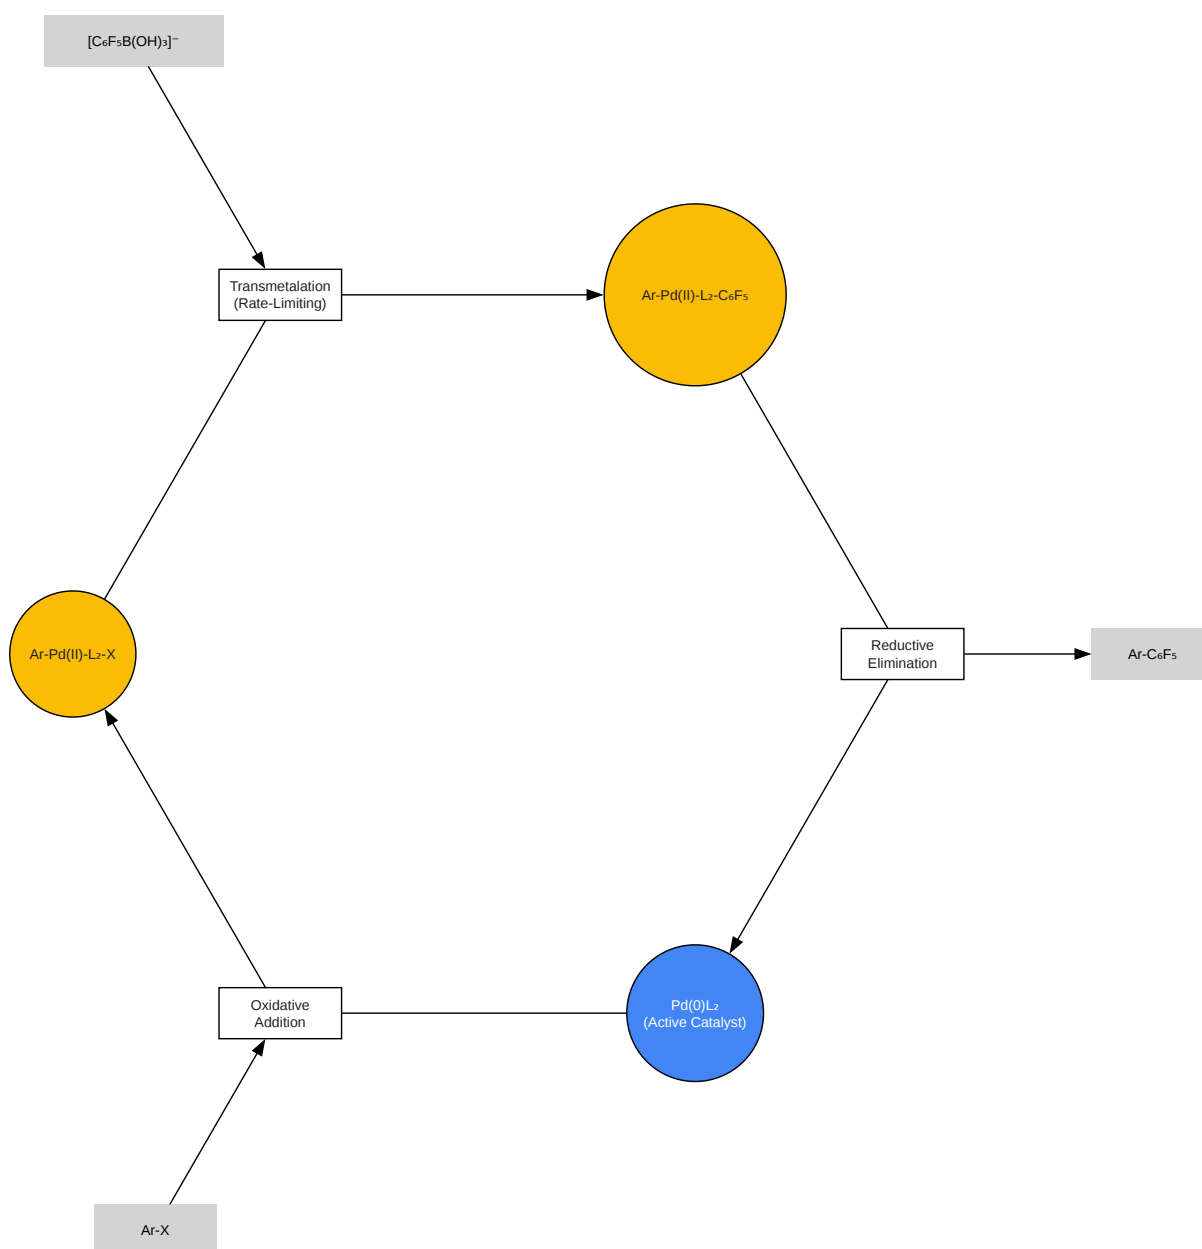 [C₆F₅B(OH)₃]⁻
Transmetalation
(Rate-Limiting)
Ar-Pd(II)-L₂-C₆F₅
Ar-Pd(II)-L₂-X
Reductive
Elimination
Ar-C₆F₅
Oxidative
Addition
Pd(0)L₂
(Active Catalyst)
Ar-X